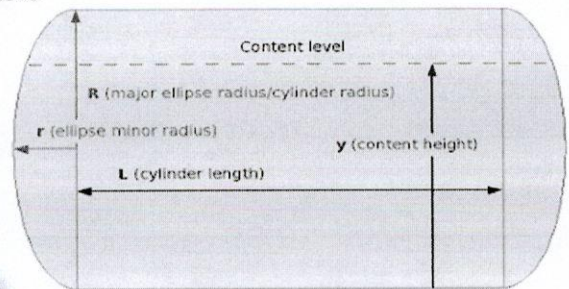 Content level
R (major ellipse radius/cylinder radius)
r (ellipse minor radius)
y (content height)
L (cylinder length)